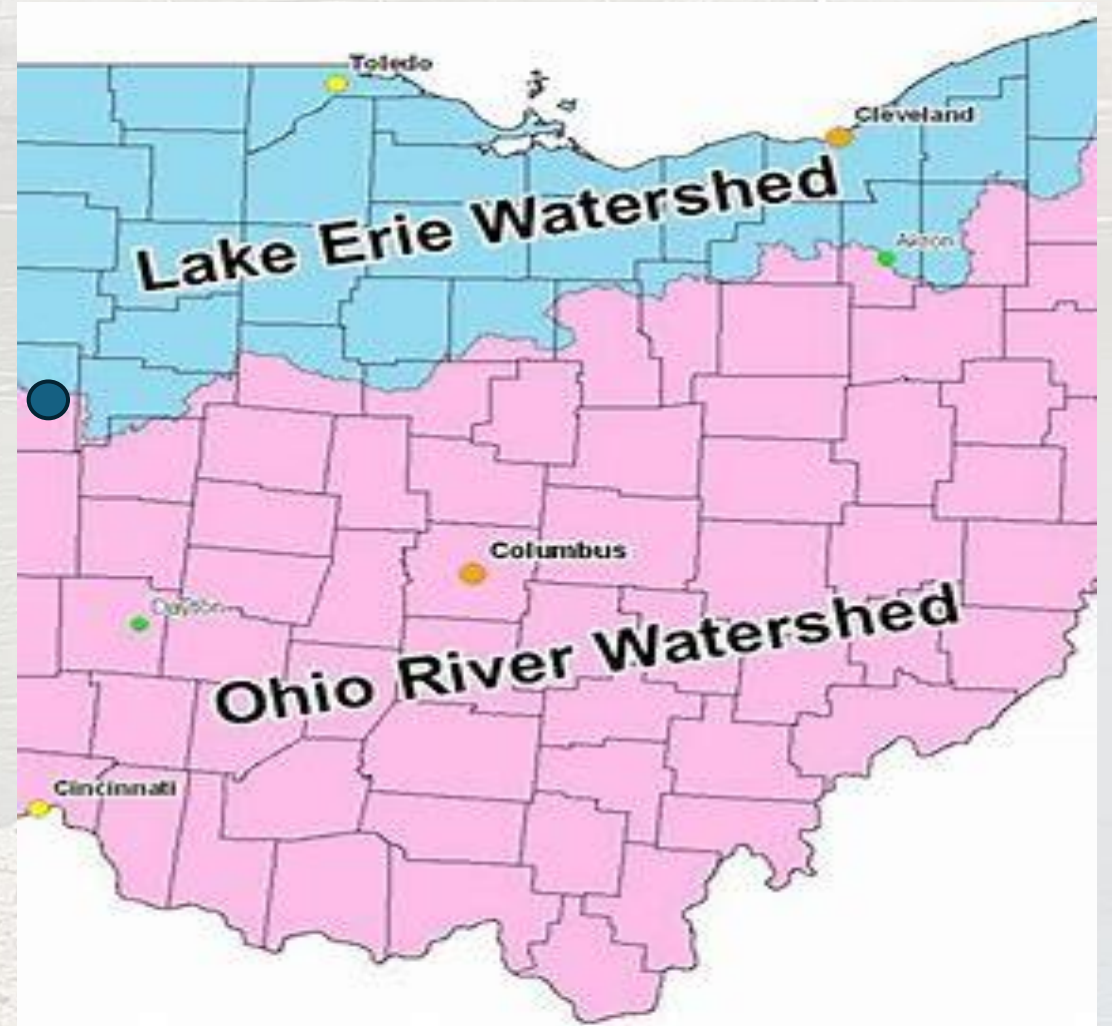 Toledo
Cleveland
Lake Erie Watershed
Akron
Columbus
Dayton
Ohio River Watershed
Cincinnati